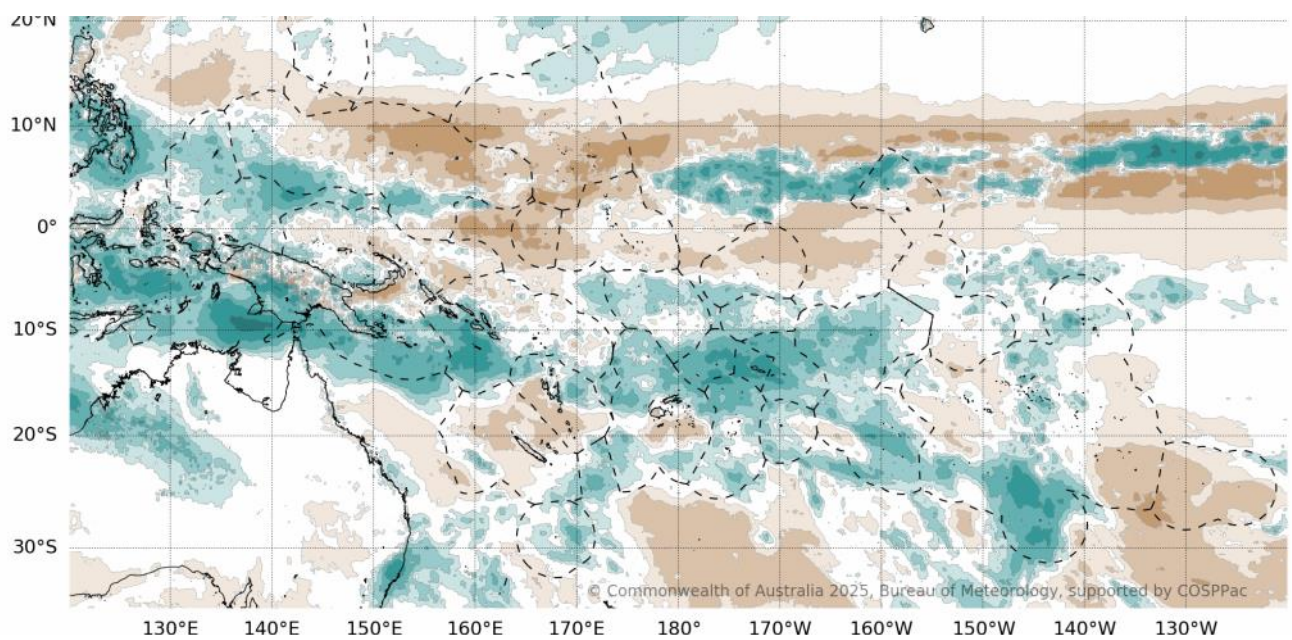 20°N
10°N
0°
10°S
20°S
30°S
© Commonwealth of Australia 2025, Bureau of Meteorology, supported by COSPPac
130°E 140°E 150°E 160°E 170°E 180° 170°W 160°W 150°W 140°W 130°W